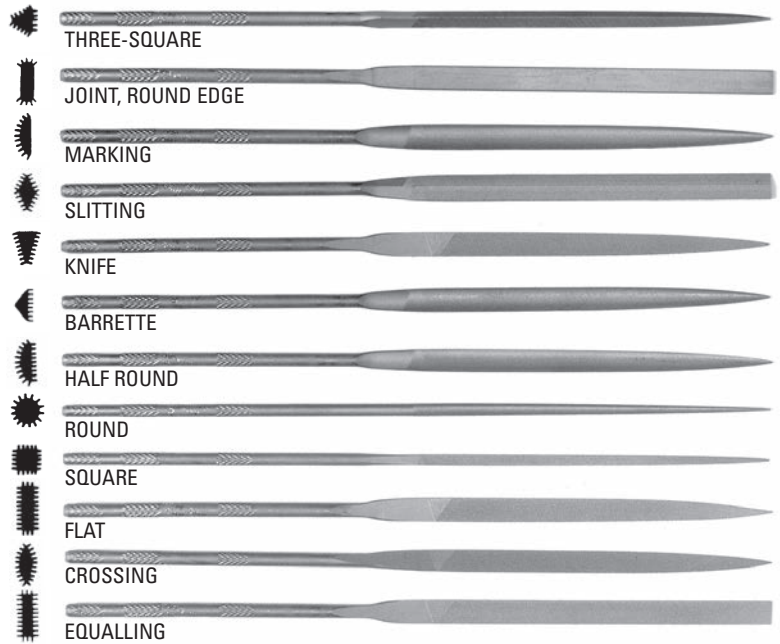 THREE-SQUARE
JOINT, ROUND EDGE
MARKING
SLITTING
KNIFE
BARRETTE
HALF ROUND
ROUND
SQUARE
FLAT
CROSSING
EQUALLING